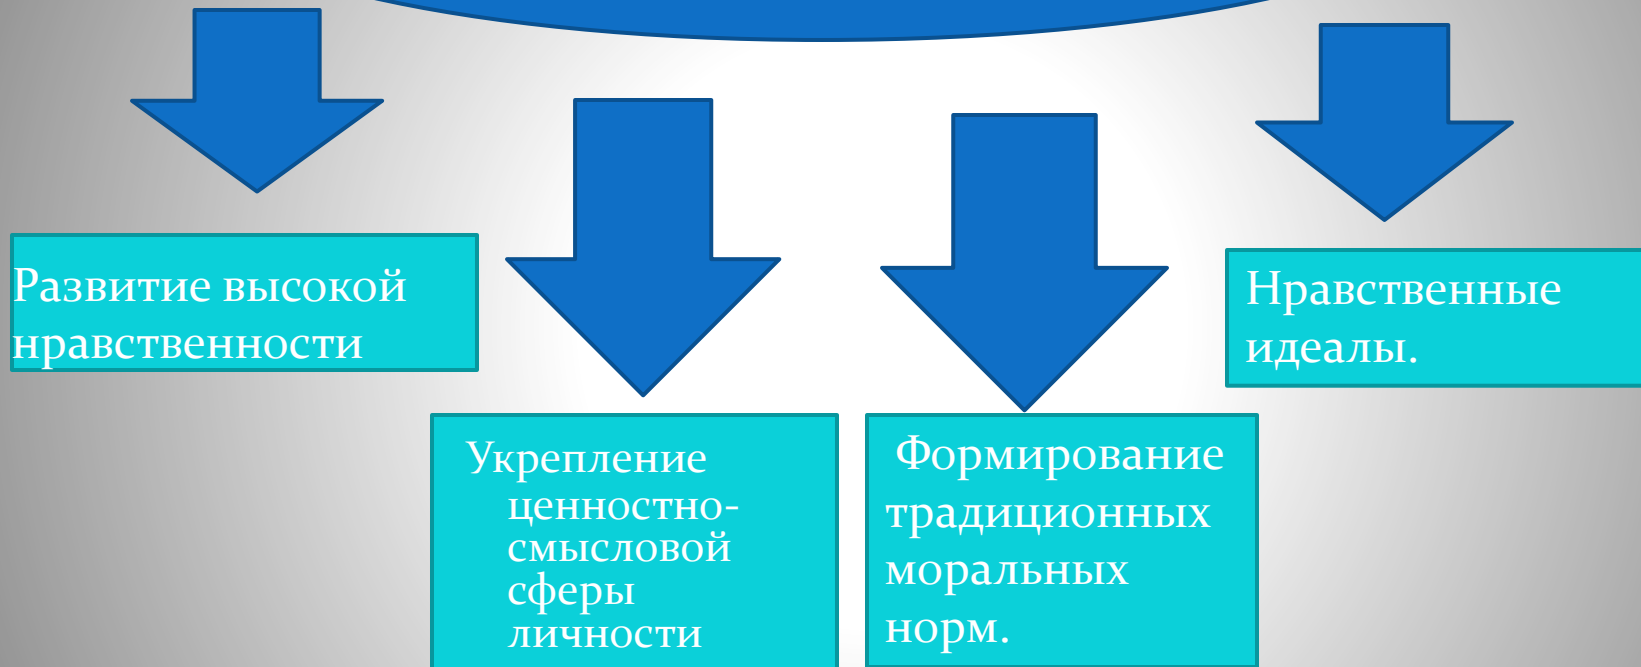 Развитие высокой
нравственности
Укрепление
ценностно-
смысловой
сферы
личности
Формирование
традиционных
моральных
норм.
Нравственные
идеалы.